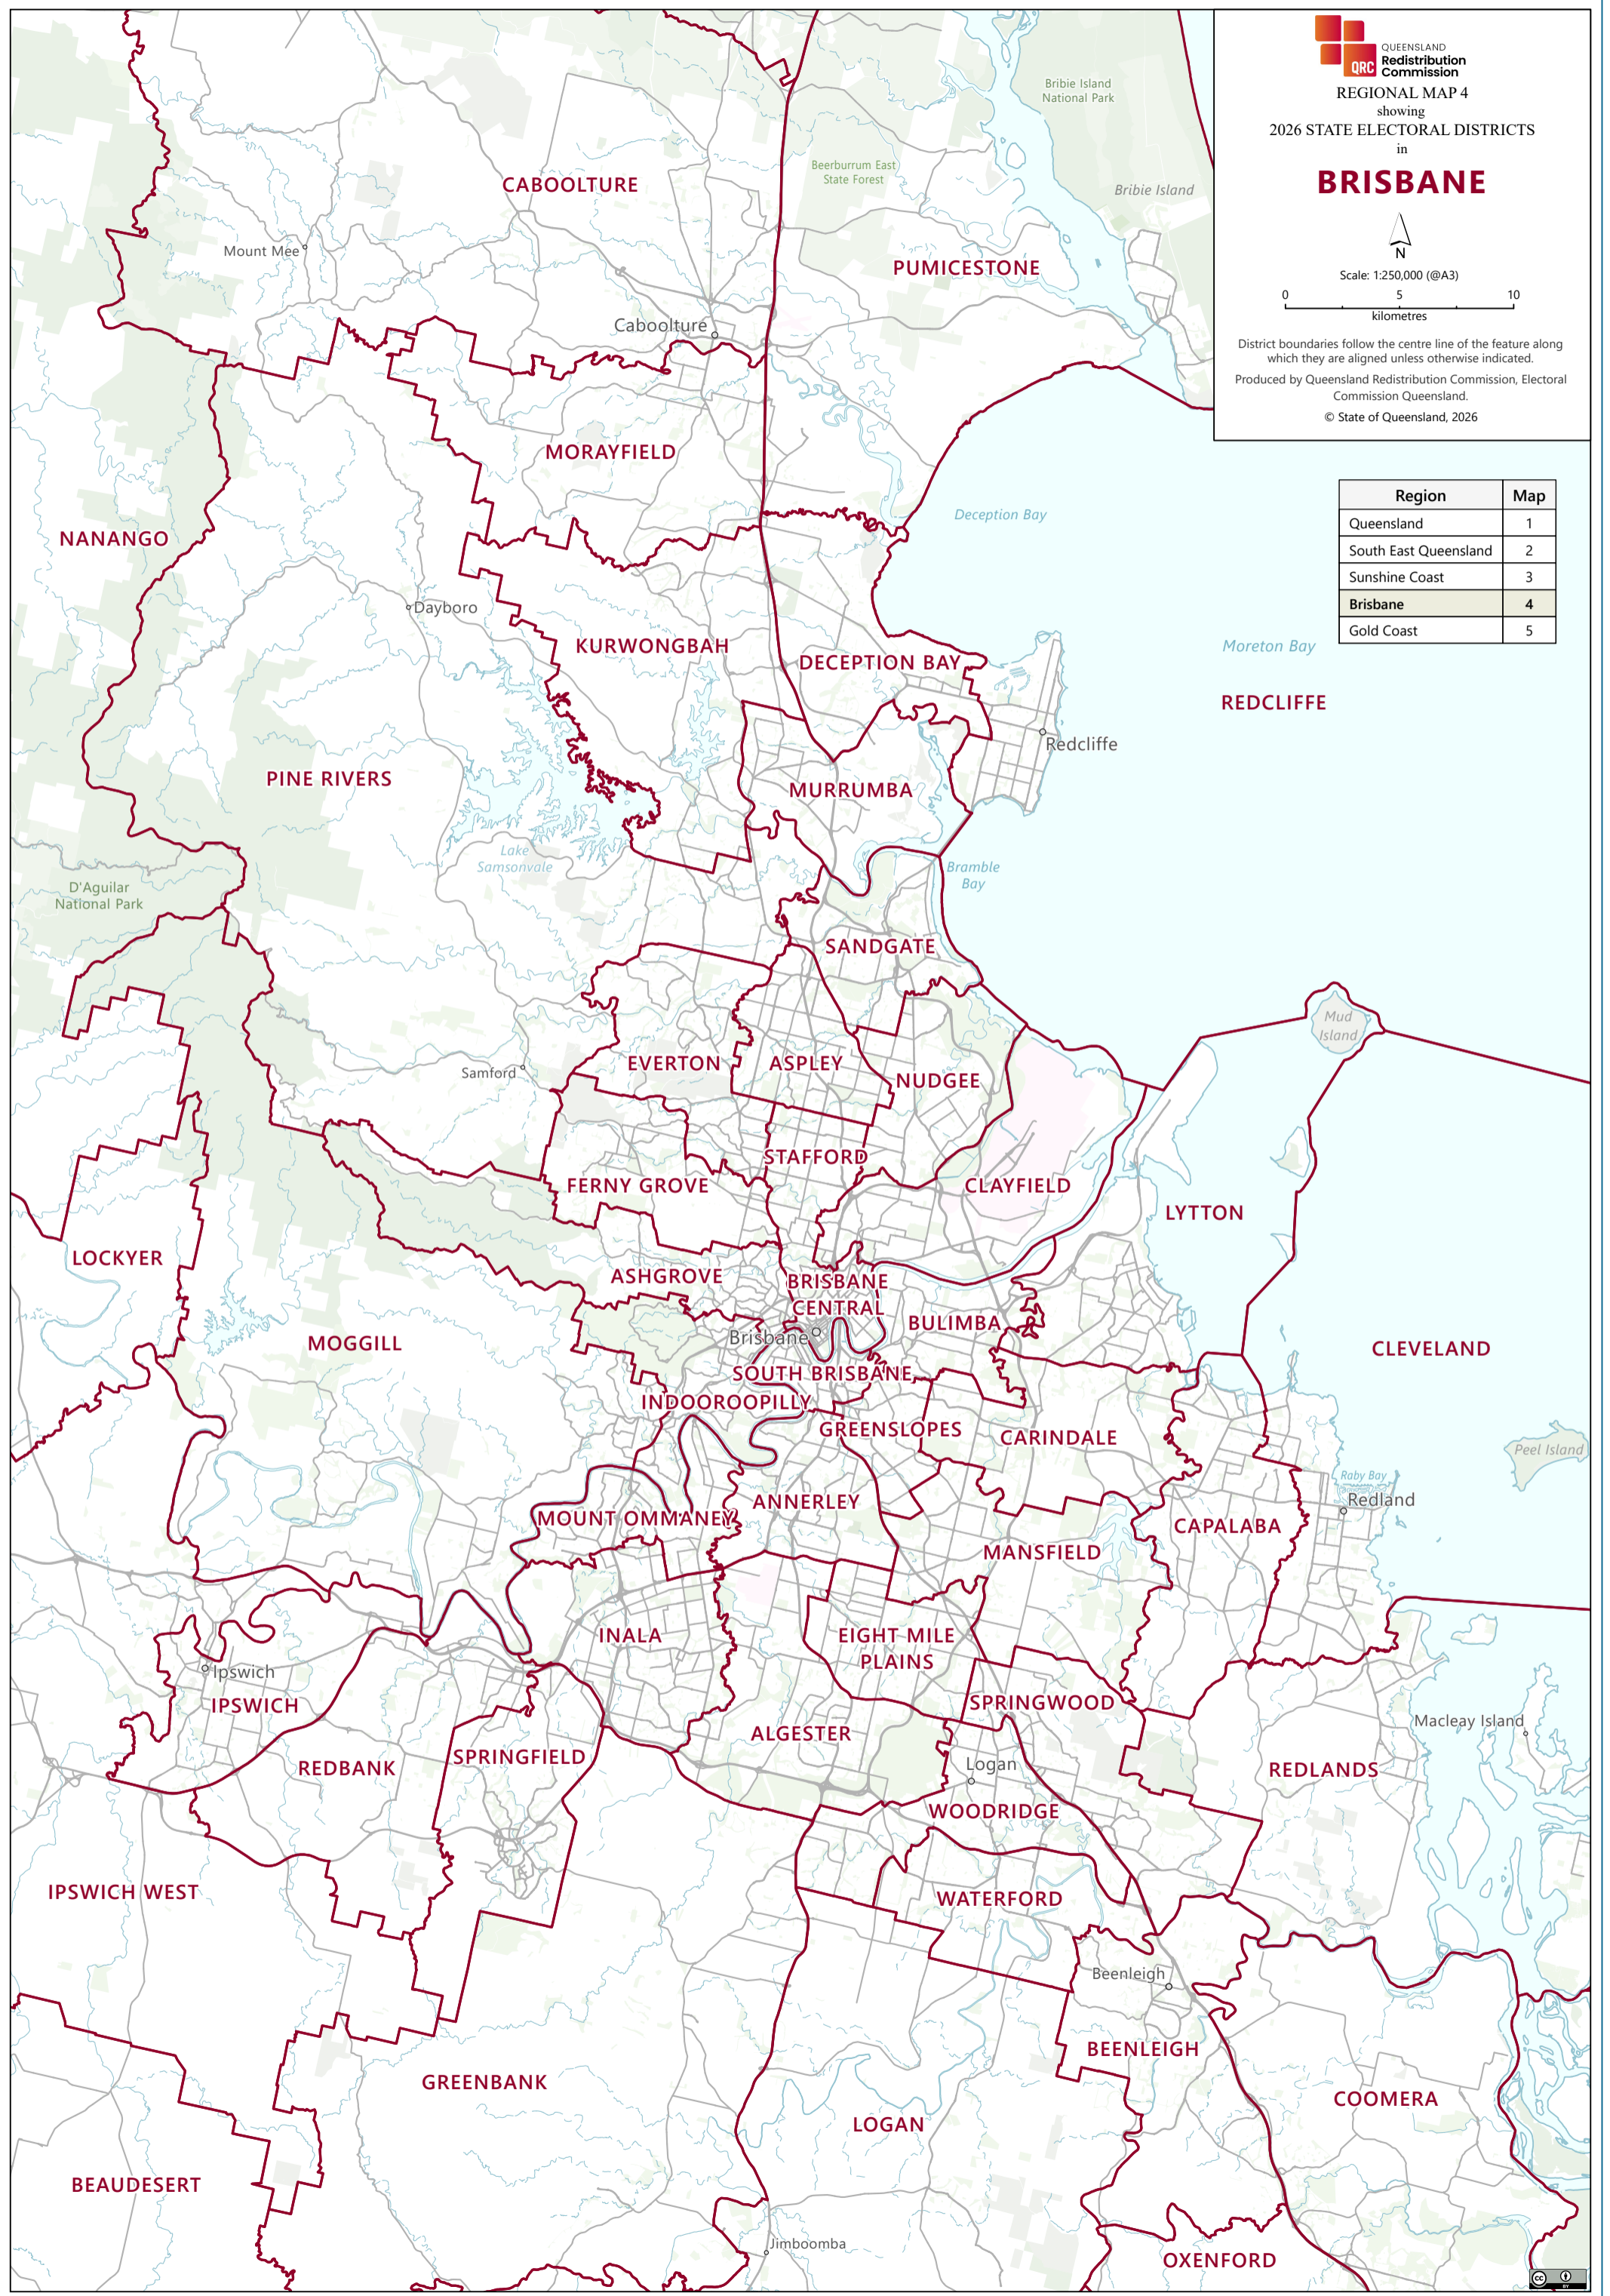 QUEENSLAND
Redistribution
Commission
QRC
REGIONAL MAP 4
showing
2026 STATE ELECTORAL DISTRICTS
in
BRISBANE
N
Scale: 1:250,000 (@A3)
0 5 10
kilometres
District boundaries follow the centre line of the feature along
which they are aligned unless otherwise indicated.
Produced by Queensland Redistribution Commission, Electoral
Commission Queensland.
© State of Queensland, 2026
Region Map
Queensland 1
South East Queensland 2
Sunshine Coast 3
Brisbane 4
Gold Coast 5
Bribie Island
National Park
Beerburrum East
State Forest
CABOOLTURE
Bribie Island
Mount Mee
PUMICESTONE
Caboolture
MORAYFIELD
Deception Bay
NANANGO
Dayboro
KURWONGBAH
Moreton Bay
DECEPTION BAY
REDCLIFFE
Redcliffe
PINE RIVERS
MURRUMBA
Lake
Samsonvale
Bramble
Bay
D'Aguilar
National Park
SANDGATE
Mud
Island
EVERTON
ASPLEY
Samford
NUDGEE
STAFFORD
FERNY GROVE
CLAYFIELD
LYTTON
LOCKYER
ASHGROVE
BRISBANE
CENTRAL
BULIMBA
Brisbane
MOGGILL
CLEVELAND
SOUTH BRISBANE
INDOOROOPILLY
GREENSLOPES
CARINDALE
Peel Island
Raby Bay
Redland
ANNERLEY
MOUNT OMMANEY
CAPALABA
MANSFIELD
INALA
EIGHT MILE
PLAINS
Ipswich
IPSWICH
SPRINGWOOD
Macleay Island
ALGESTER
SPRINGFIELD
REDBANK
Logan
REDLANDS
WOODRIDGE
IPSWICH WEST
WATERFORD
Beenleigh
BEENLEIGH
GREENBANK
COOMERA
LOGAN
BEAUDESERT
Jimboomba
OXENFORD
cc
BY